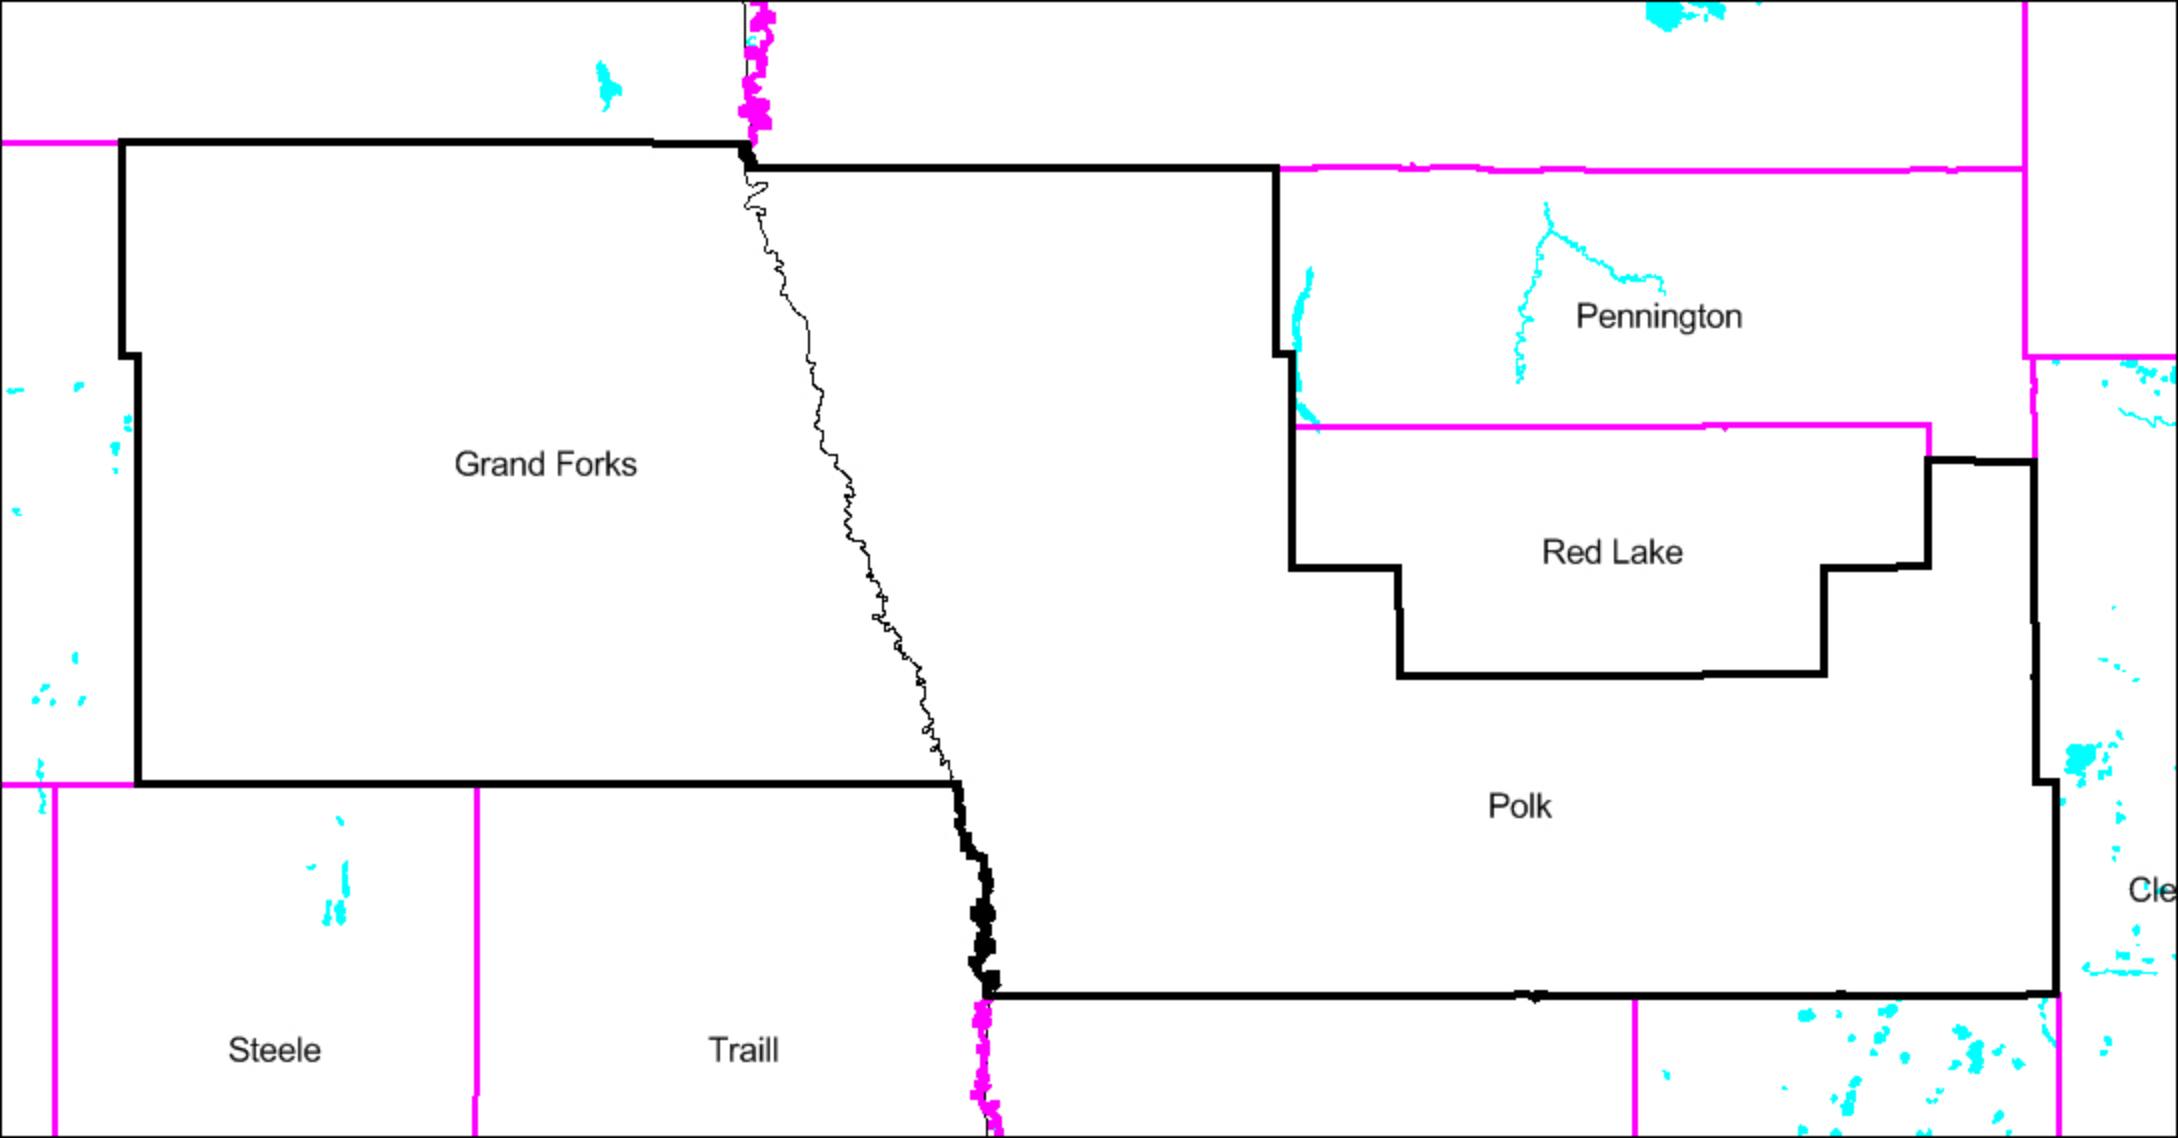 Pennington
Grand Forks
Red Lake
Polk
Cle
Steele
Traill